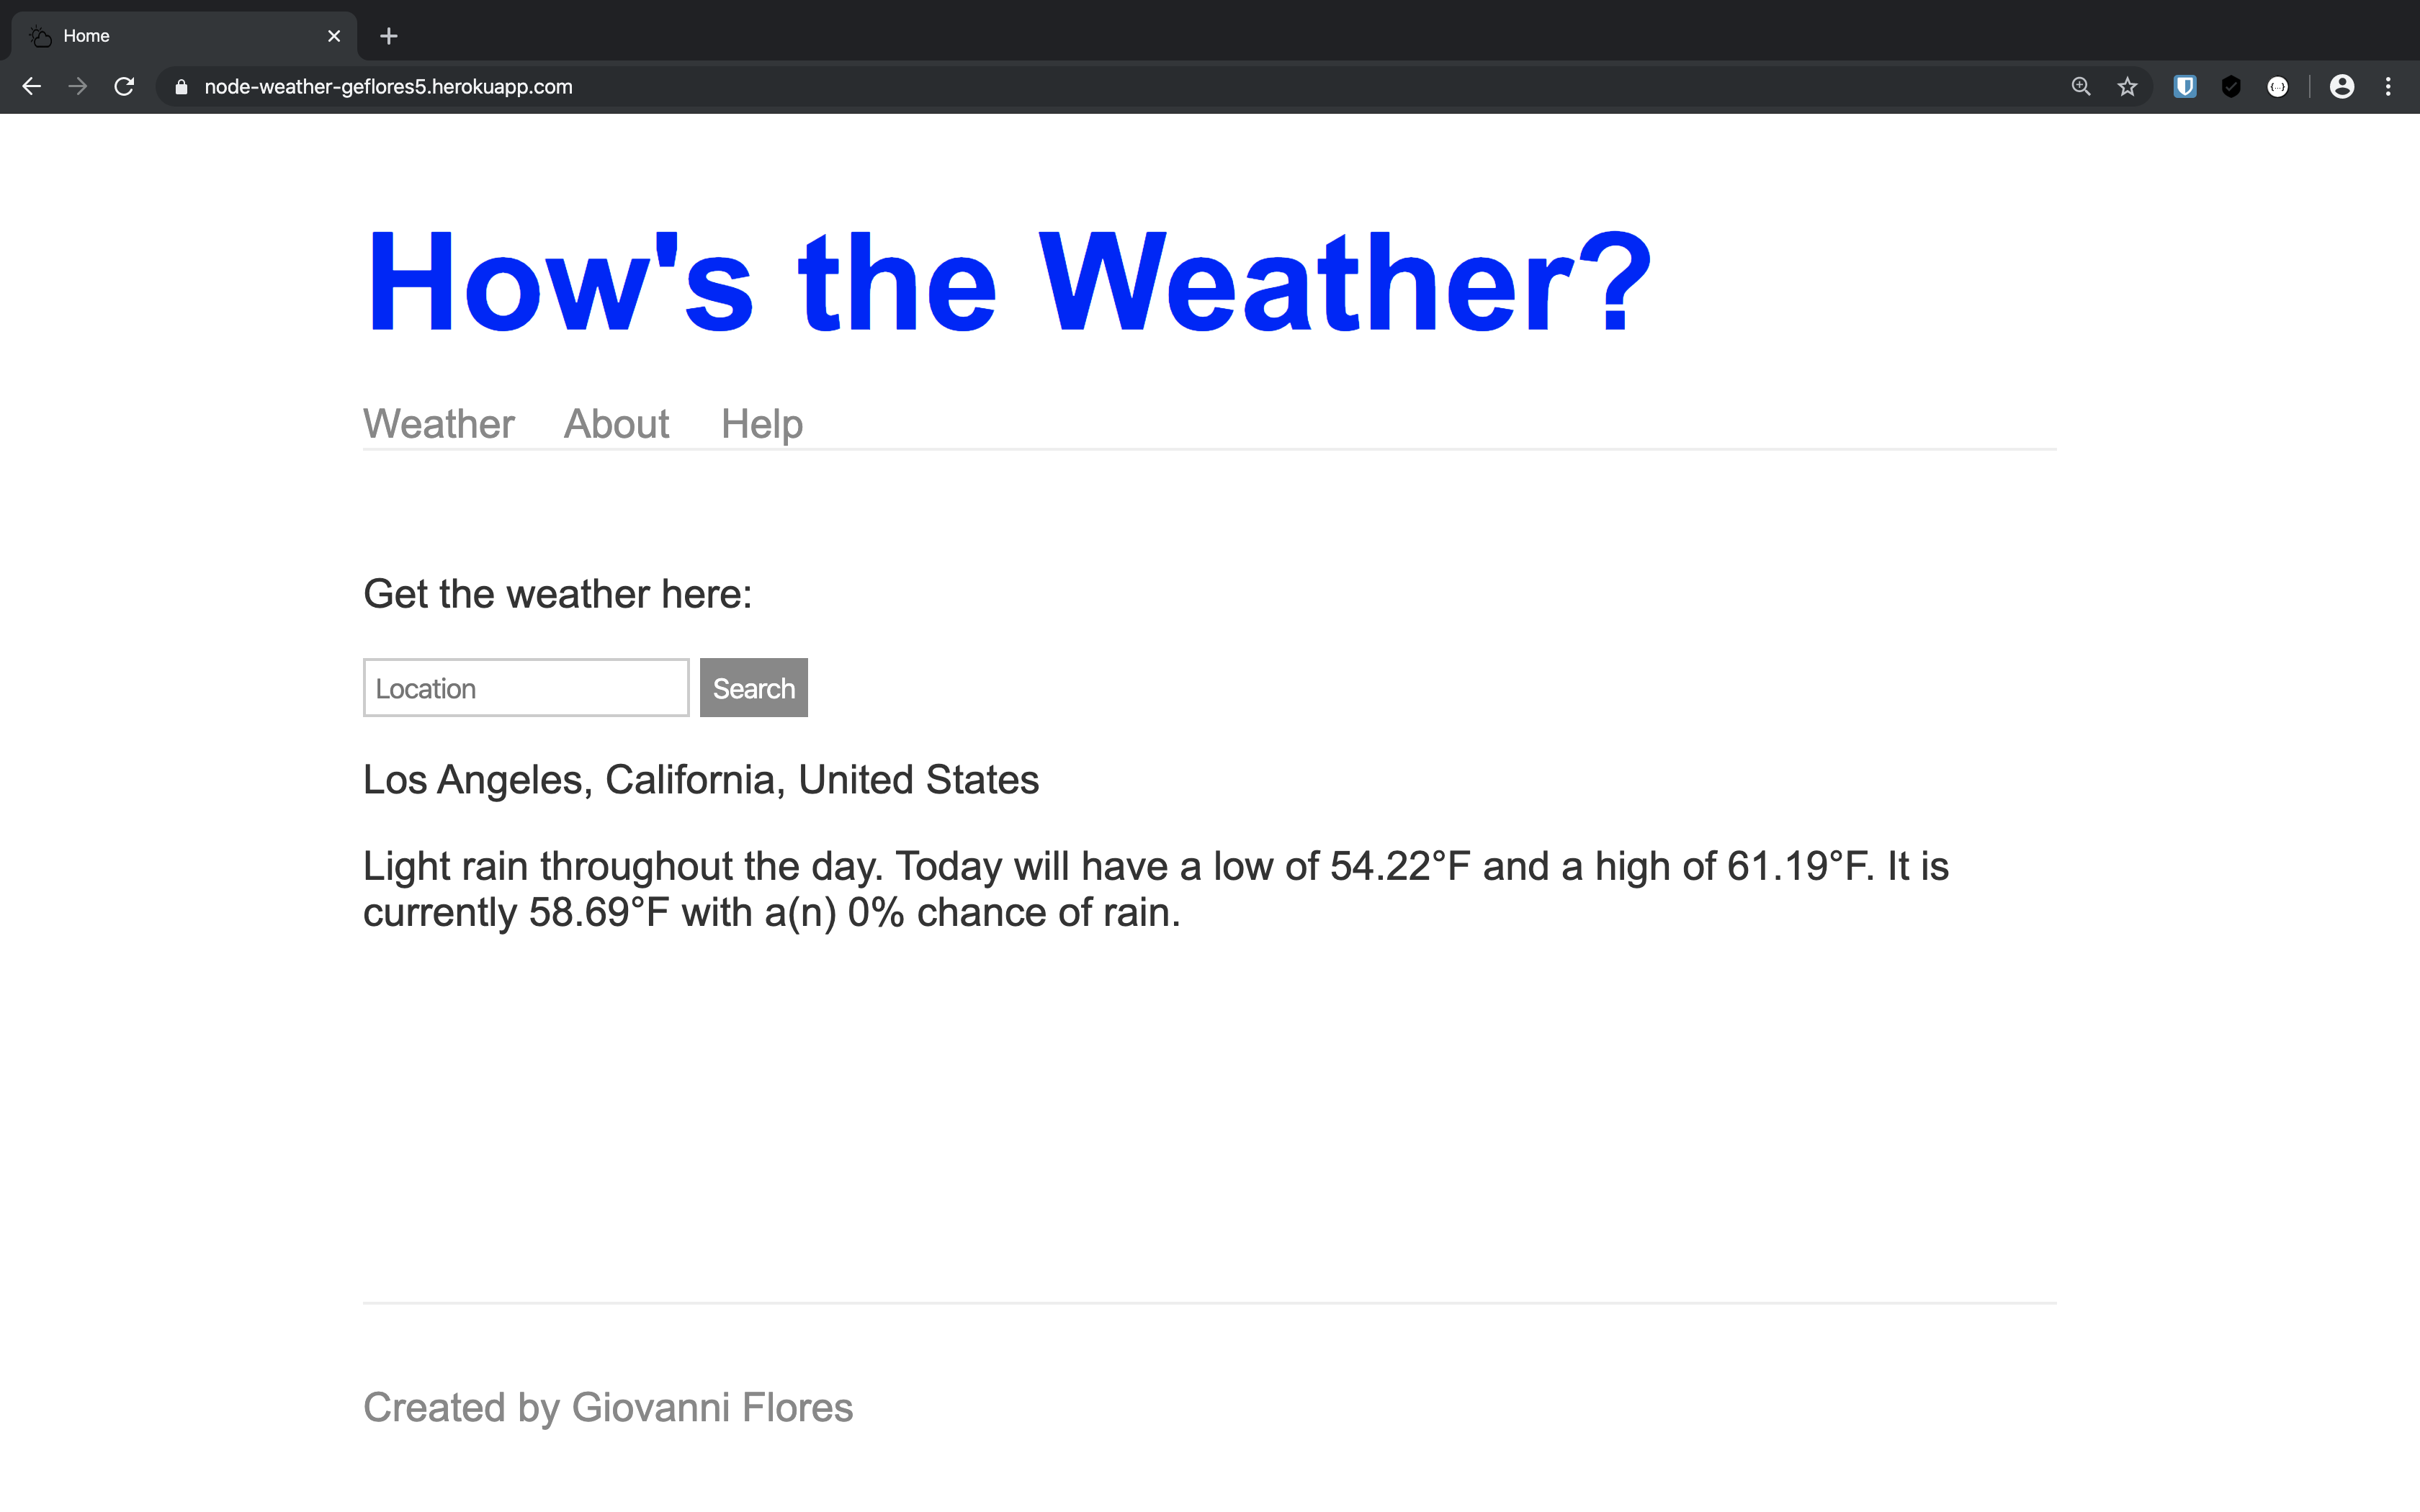 Home
node-weather-geflores5.herokuapp.com
How's the Weather?
Weather About Help
Get the weather here:
Location Search
Los Angeles, California, United States
Light rain throughout the day. Today will have a low of 54.22°F and a high of 61.19°F. It is
currently 58.69°F with a(n) 0% chance of rain.
Created by Giovanni Flores